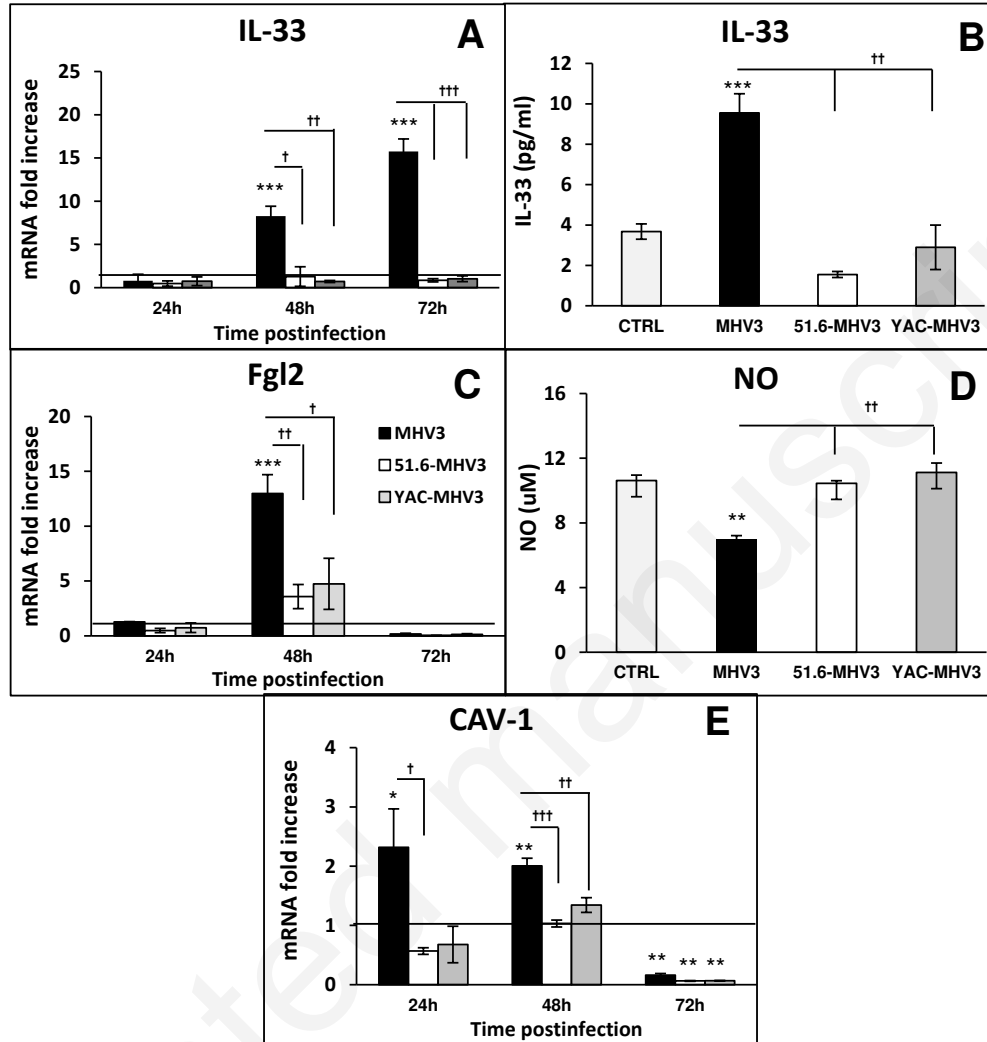 IL-33
A
mRNA fold increase
25
20
15
10
5
0
***
†
††
***
†††
24h
48h
72h
Time postinfection
IL-33
B
IL-33 (pg/ml)
12
10
8
6
4
2
0
***
††
CTRL
MHV3
51.6-MHV3
YAC-MHV3
Fgl2
C
mRNA fold increase
20
15
10
5
0
***
††
†
MHV3
51.6-MHV3
YAC-MHV3
24h
48h
72h
Time postinfection
NO
D
NO (uM)
16
12
8
4
0
**
††
CTRL
MHV3
51.6-MHV3
YAC-MHV3
CAV-1
E
mRNA fold increase
4
3
2
1
0
*
†
**
†††
††
** ** **
24h
48h
72h
Time postinfection
ted manuscri